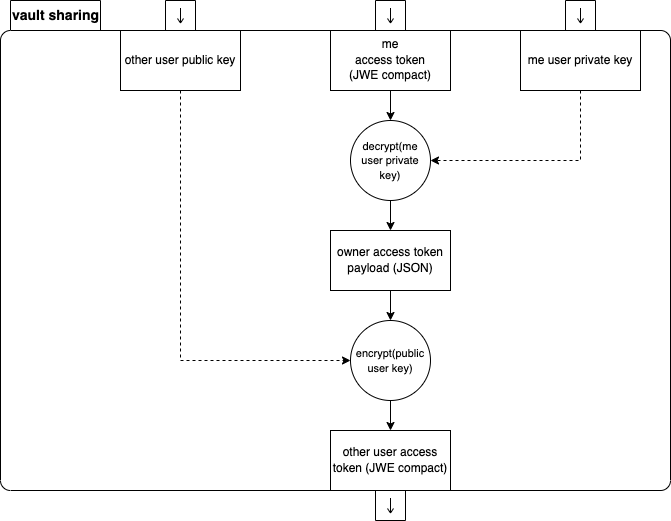 vault sharing
↓
↓
↓
other user public key
me
access token
(JWE compact)
me user private key
decrypt(me
user private
key)
owner access token
payload (JSON)
encrypt(public
user key)
other user access
token (JWE compact)
↓